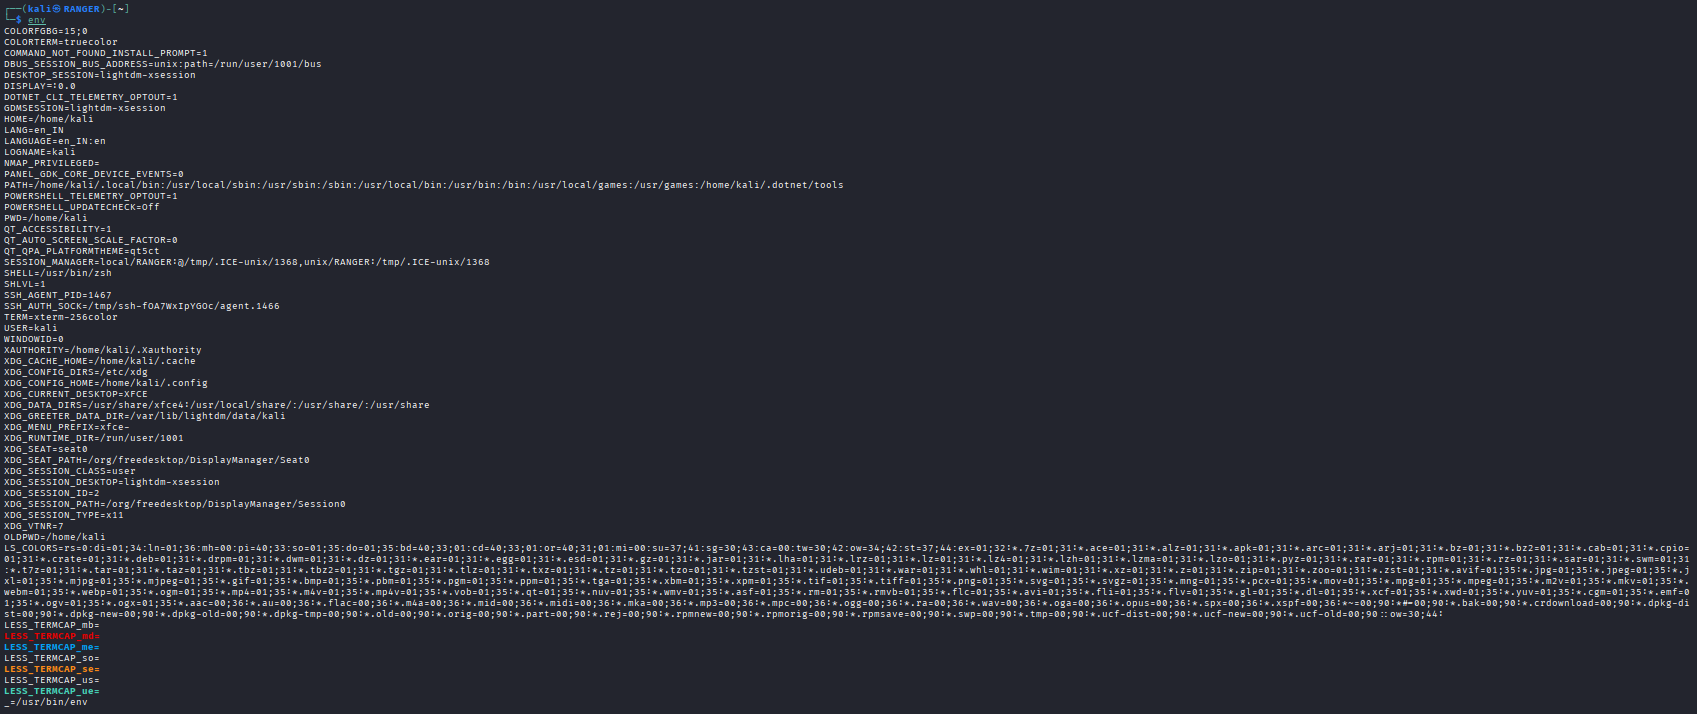 ┌──(kali㉿RANGER)-[~]
└─$ env
COLORFGBG=15;0
COLORTERM=truecolor
COMMAND_NOT_FOUND_INSTALL_PROMPT=1
DBUS_SESSION_BUS_ADDRESS=unix:path=/run/user/1001/bus
DESKTOP_SESSION=lightdm-xsession
DISPLAY=:0.0
DOTNET_CLI_TELEMETRY_OPTOUT=1
GDMSESSION=lightdm-xsession
HOME=/home/kali
LANG=en_IN
LANGUAGE=en_IN:en
LOGNAME=kali
NMAP_PRIVILEGED=
PANEL_GDK_CORE_DEVICE_EVENTS=0
PATH=/home/kali/.local/bin:/usr/local/sbin:/usr/sbin:/sbin:/usr/local/bin:/usr/bin:/bin:/usr/local/games:/usr/games:/home/kali/.dotnet/tools
POWERSHELL_TELEMETRY_OPTOUT=1
POWERSHELL_UPDATECHECK=Off
PWD=/home/kali
QT_ACCESSIBILITY=1
QT_AUTO_SCREEN_SCALE_FACTOR=0
QT_QPA_PLATFORMTHEME=qt5ct
SESSION_MANAGER=local/RANGER:@/tmp/.ICE-unix/1368,unix/RANGER:/tmp/.ICE-unix/1368
SHELL=/usr/bin/zsh
SHLVL=1
SSH_AGENT_PID=1467
SSH_AUTH_SOCK=/tmp/ssh-fOA7WxIpYGOc/agent.1466
TERM=xterm-256color
USER=kali
WINDOWID=0
XAUTHORITY=/home/kali/.Xauthority
XDG_CACHE_HOME=/home/kali/.cache
XDG_CONFIG_DIRS=/etc/xdg
XDG_CONFIG_HOME=/home/kali/.config
XDG_CURRENT_DESKTOP=XFCE
XDG_DATA_DIRS=/usr/share/xfce4:/usr/local/share/:/usr/share/:/usr/share
XDG_GREETER_DATA_DIR=/var/lib/lightdm/data/kali
XDG_MENU_PREFIX=xfce-
XDG_RUNTIME_DIR=/run/user/1001
XDG_SEAT=seat0
XDG_SEAT_PATH=/org/freedesktop/DisplayManager/Seat0
XDG_SESSION_CLASS=user
XDG_SESSION_DESKTOP=lightdm-xsession
XDG_SESSION_ID=2
XDG_SESSION_PATH=/org/freedesktop/DisplayManager/Session0
XDG_SESSION_TYPE=x11
XDG_VTNR=7
OLDPWD=/home/kali
LS_COLORS=rs=0:di=01;34:ln=01;36:mh=00:pi=40;33:so=01;35:do=01;35:bd=40;33;01:cd=40;33;01:or=40;31;01:mi=00:su=37;41:sg=30;43:ca=00:tw=30;42:ow=34;42:st=37;44:ex=01;32:*.7z=01;31:*.ace=01;31:*.alz=01;31:*.apk=01;31:*.arc=01;31:*.arj=01;31:*.bz=01;31:*.bz2=01;31:*.cab=01;31:*.cpio=
01;31:*.crate=01;31:*.deb=01;31:*.drpm=01;31:*.dwm=01;31:*.dz=01;31:*.ear=01;31:*.egg=01;31:*.esd=01;31:*.gz=01;31:*.jar=01;31:*.lha=01;31:*.lrz=01;31:*.lz=01;31:*.lz4=01;31:*.lzh=01;31:*.lzma=01;31:*.lzo=01;31:*.pyz=01;31:*.rar=01;31:*.rpm=01;31:*.rz=01;31:*.sar=01;31:*.swm=01;31
:*.t7z=01;31:*.tar=01;31:*.taz=01;31:*.tbz=01;31:*.tbz2=01;31:*.tgz=01;31:*.tlz=01;31:*.txz=01;31:*.tz=01;31:*.tzo=01;31:*.tzst=01;31:*.udeb=01;31:*.war=01;31:*.whl=01;31:*.wim=01;31:*.xz=01;31:*.z=01;31:*.zip=01;31:*.zoo=01;31:*.zst=01;31:*.avif=01;35:*.jpg=01;35:*.jpeg=01;35:*.j
xl=01;35:*.mjpg=01;35:*.mjpeg=01;35:*.gif=01;35:*.bmp=01;35:*.pbm=01;35:*.pgm=01;35:*.ppm=01;35:*.tga=01;35:*.xbm=01;35:*.xpm=01;35:*.tif=01;35:*.tiff=01;35:*.png=01;35:*.svg=01;35:*.svgz=01;35:*.mng=01;35:*.pcx=01;35:*.mov=01;35:*.mpg=01;35:*.mpeg=01;35:*.m2v=01;35:*.mkv=01;35:*.
webm=01;35:*.webp=01;35:*.ogm=01;35:*.mp4=01;35:*.m4v=01;35:*.mp4v=01;35:*.vob=01;35:*.qt=01;35:*.nuv=01;35:*.wmv=01;35:*.asf=01;35:*.rm=01;35:*.rmvb=01;35:*.flc=01;35:*.avi=01;35:*.fli=01;35:*.flv=01;35:*.gl=01;35:*.dl=01;35:*.xcf=01;35:*.xwd=01;35:*.yuv=01;35:*.cgm=01;35:*.emf=0
1;35:*.ogv=01;35:*.ogx=01;35:*.aac=00;36:*.au=00;36:*.flac=00;36:*.m4a=00;36:*.mid=00;36:*.midi=00;36:*.mka=00;36:*.mp3=00;36:*.mpc=00;36:*.ogg=00;36:*.ra=00;36:*.wav=00;36:*.oga=00;36:*.opus=00;36:*.spx=00;36:*.xspf=00;36:*~=00;90:*#=00;90:*.bak=00;90:*.crdownload=00;90:*.dpkg-di
st=00;90:*.dpkg-new=00;90:*.dpkg-old=00;90:*.dpkg-tmp=00;90:*.old=00;90:*.orig=00;90:*.part=00;90:*.rej=00;90:*.rpmnew=00;90:*.rpmorig=00;90:*.rpmsave=00;90:*.swp=00;90:*.tmp=00;90:*.ucf-dist=00;90:*.ucf-new=00;90:*.ucf-old=00;90::ow=30;44:
LESS_TERMCAP_mb=
LESS_TERMCAP_md=
LESS_TERMCAP_me=
LESS_TERMCAP_so=
LESS_TERMCAP_se=
LESS_TERMCAP_us=
LESS_TERMCAP_ue=
_=/usr/bin/env